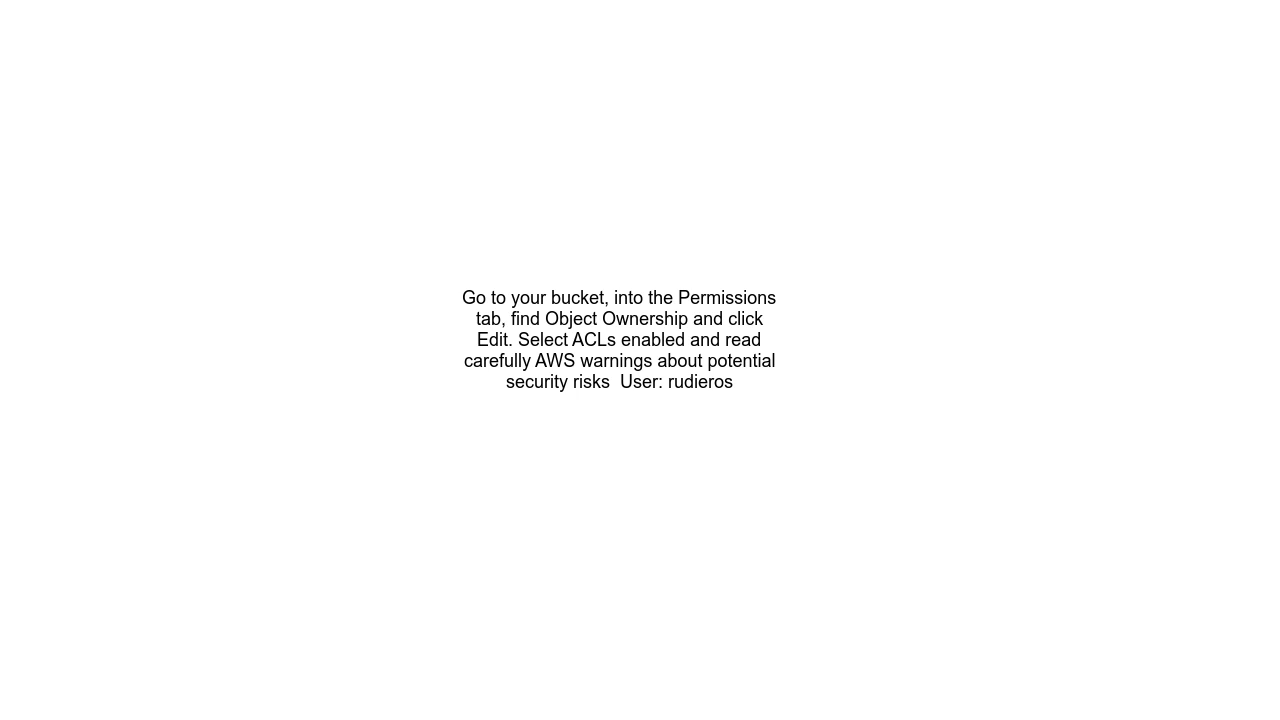 Go to your bucket, into the Permissions
tab, find Object Ownership and click
Edit. Select ACLs enabled and read
carefully AWS warnings about potential
security risks  User: rudieros